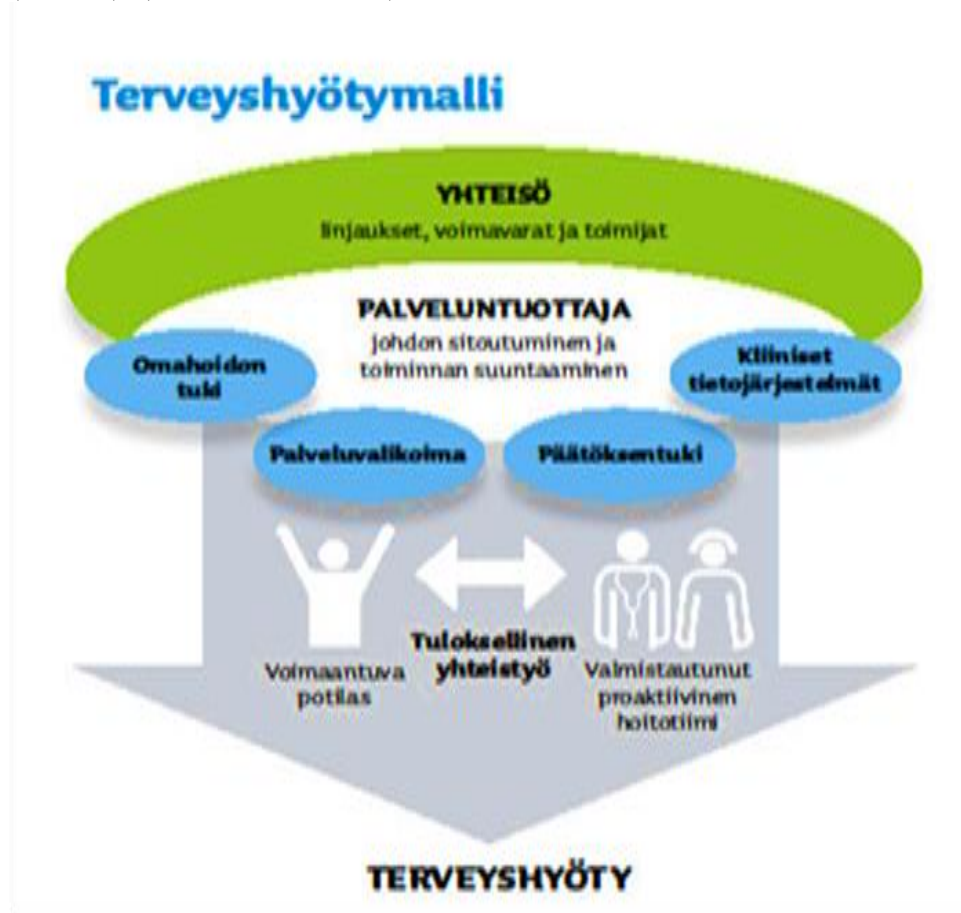 Terveyshyötymalli
YHTEISÖ
linjaukset, voimavarat ja toimijat
PALVELUNTUOTTAJA
johdon sitoutuminen ja
toiminnan suuntaaminen
Omahoidon
tuki
Kliiniset
tietojärjestelmät
Palveluvalikoima
Päätöksentuki
Tuloksellinen
yhteistyö
Voimaantuva
potilas
Valmistautunut
proaktiivinen
hoitotiimi
TERVEYSHYÖTY